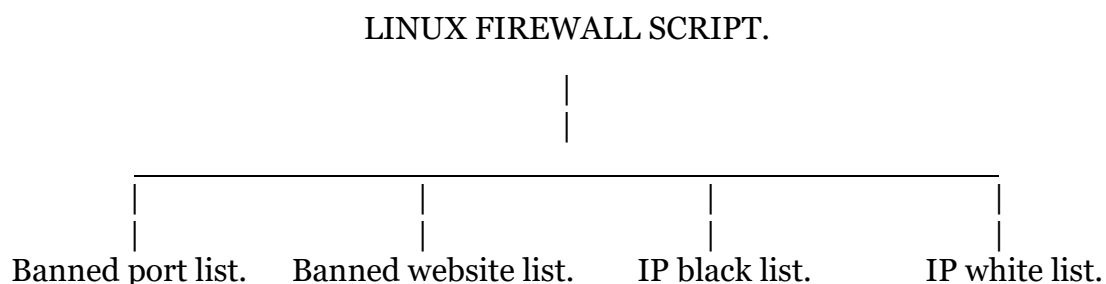 LINUX FIREWALL SCRIPT.
Banned port list. Banned website list. IP black list. IP white list.